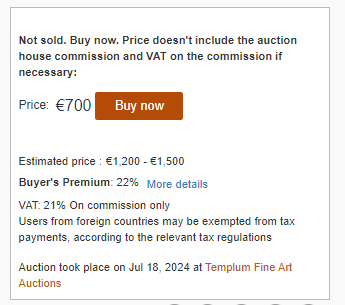 Not sold. Buy now. Price doesn't include the auction
house commission and VAT on the commission if
necessary:
Price: €700 Buy now
Estimated price : €1,200 - €1,500
Buyer's Premium: 22% More details
VAT: 21% On commission only
Users from foreign countries may be exempted from tax
payments, according to the relevant tax regulations
Auction took place on Jul 18, 2024 at Templum Fine Art
Auctions